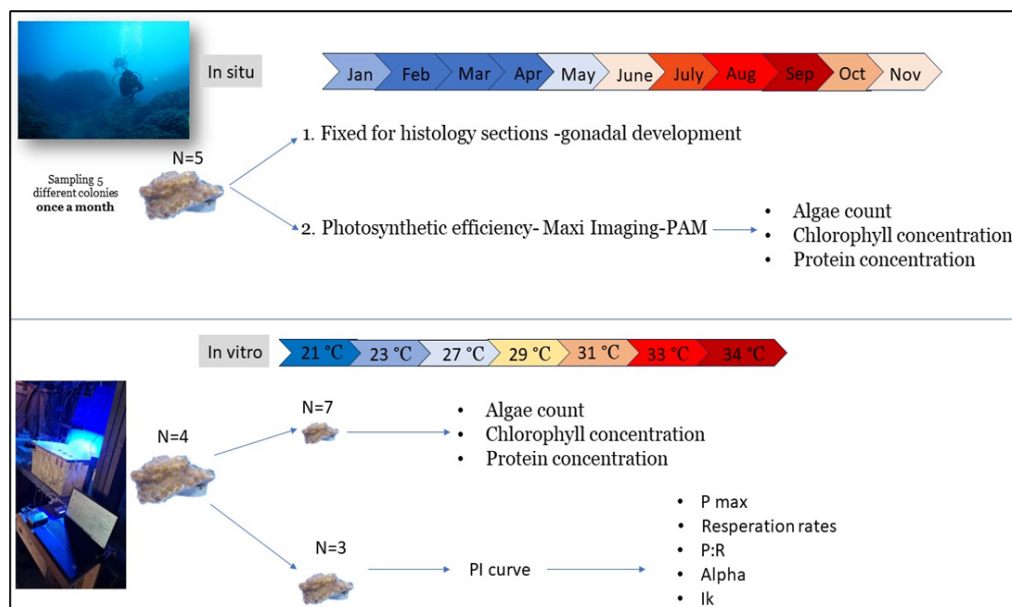 In situ
Jan Feb Mar Apr May June July Aug Sep Oct Nov
1. Fixed for histology sections -gonadal development
N=5
Sampling 5
different colonies
once a month
2. Photosynthetic efficiency- Maxi Imaging-PAM
• Algae count
• Chlorophyll concentration
• Protein concentration
In vitro
21 °C 23 °C 27 °C 29 °C 31 °C 33 °C 34 °C
N=4
N=7
• Algae count
• Chlorophyll concentration
• Protein concentration
N=3
PI curve
• P max
• Resperation rates
• P:R
• Alpha
• Ik